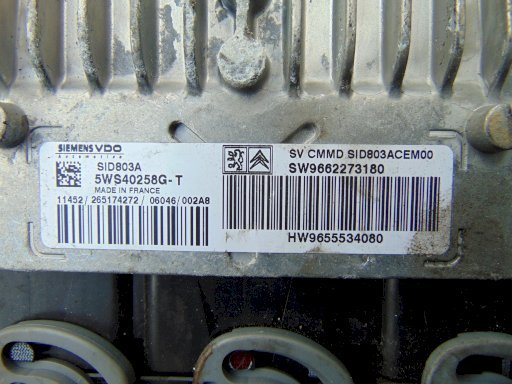 SIEMENS VDO
Automotive
SID803A
5WS40258G-T
MADE IN FRANCE
11452/265174272/06046/002A8
SV CMMD SID803ACEM00
SW9662273180
HW9655534080